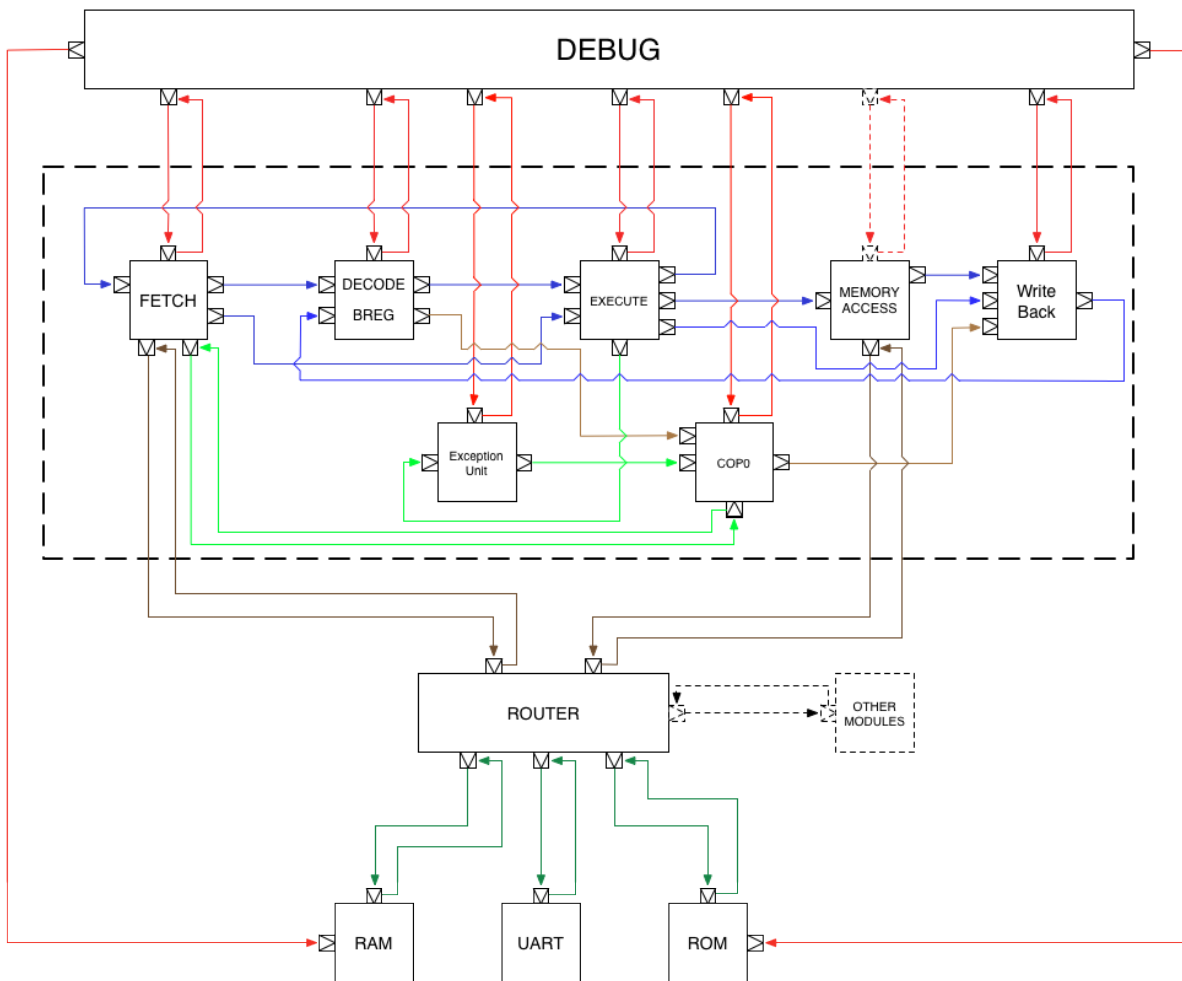 DEBUG
FETCH
DECODE
BREG
EXECUTE
MEMORY
ACCESS
Write
Back
Exception
Unit
COP0
ROUTER
OTHER
MODULES
RAM
UART
ROM